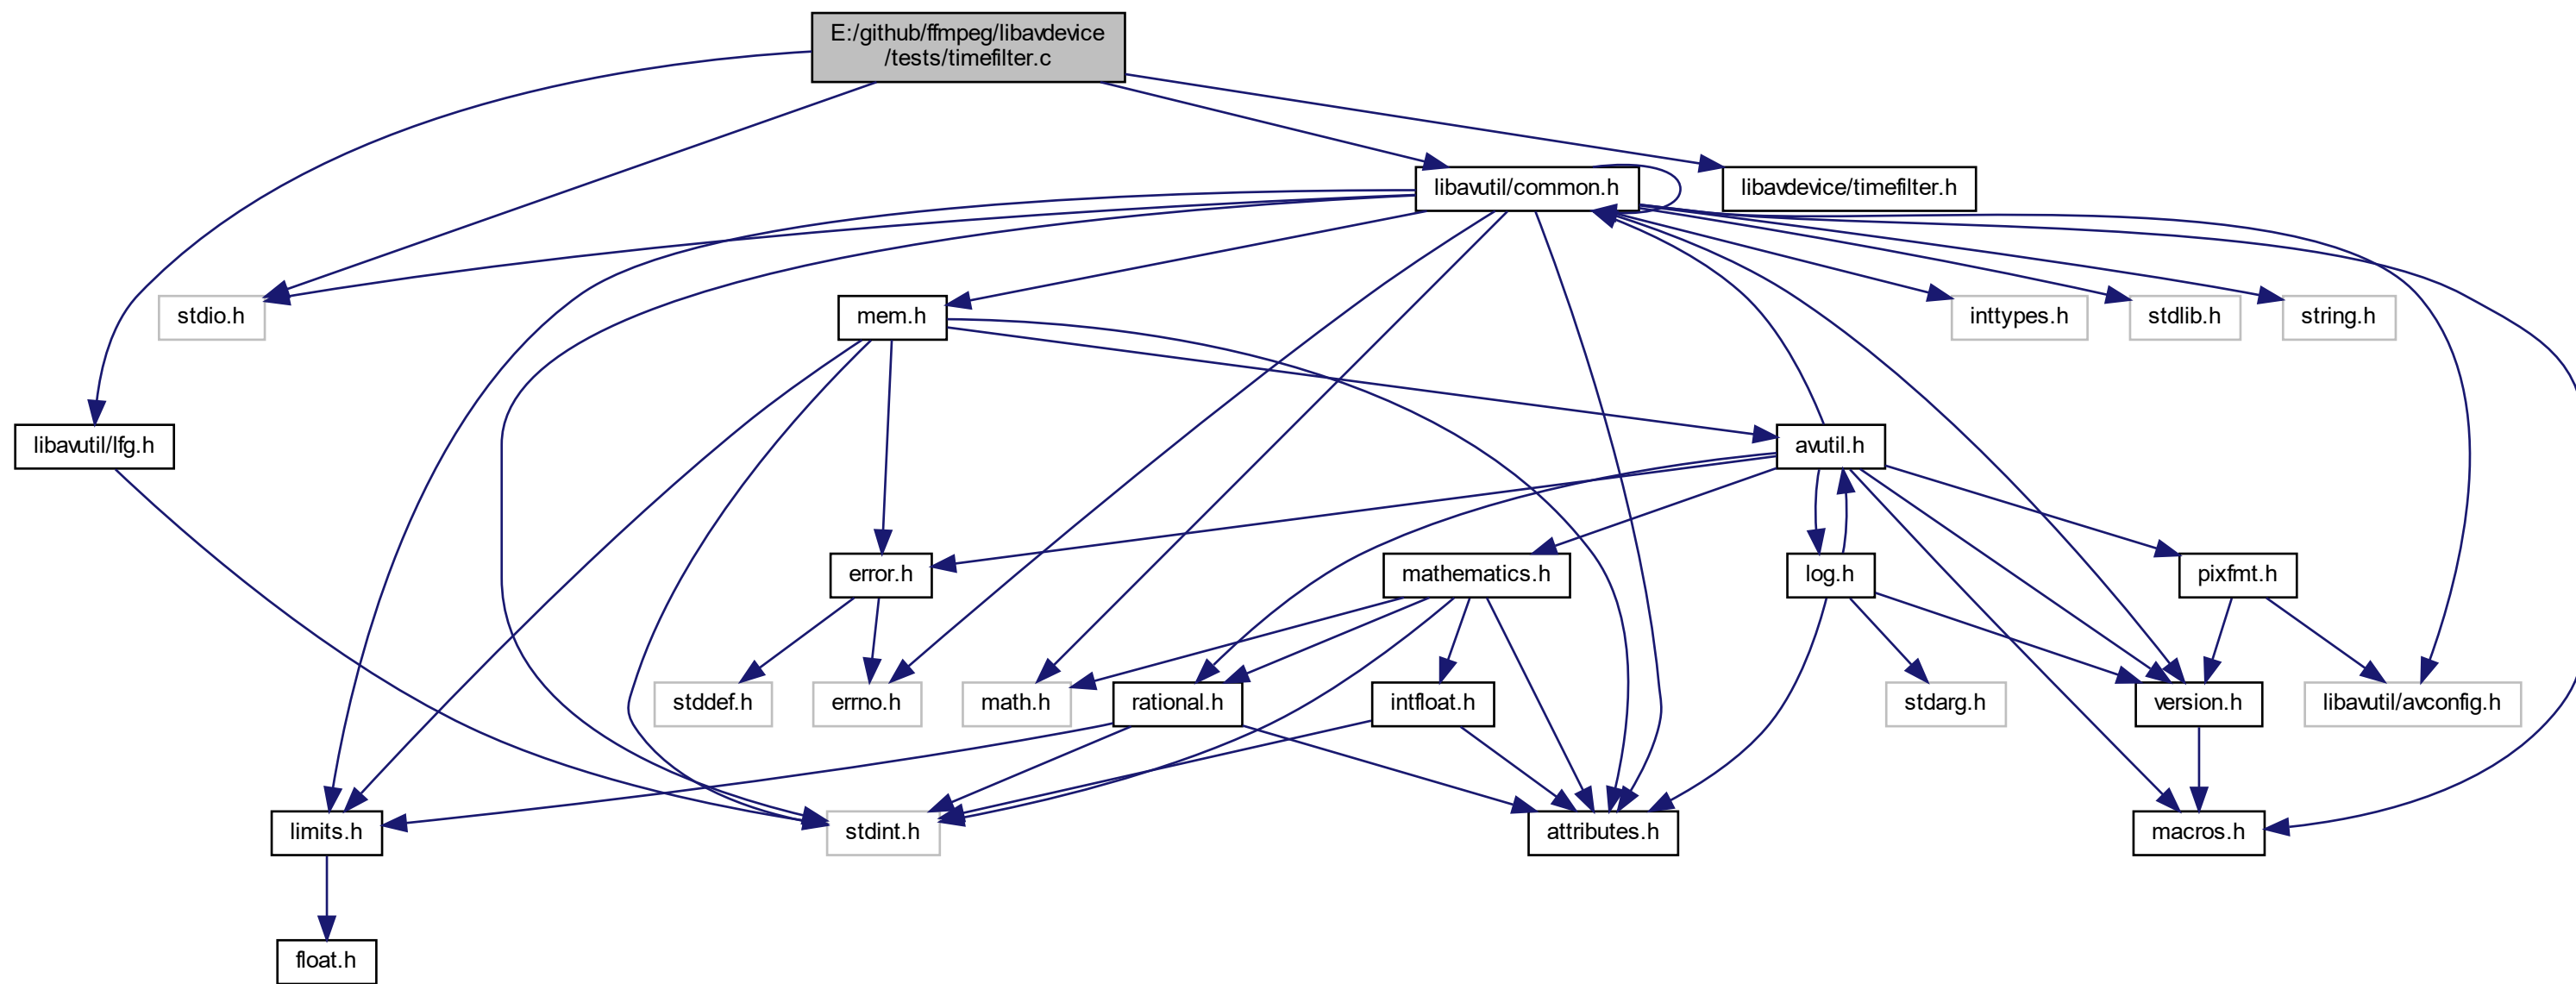 E:/github/ffmpeg/libavdevice
/tests/timefilter.c
libavutil/common.h
libavdevice/timefilter.h
stdio.h
mem.h
inttypes.h
stdlib.h
string.h
libavutil/lfg.h
avutil.h
error.h
mathematics.h
log.h
pixfmt.h
stddef.h
errno.h
math.h
rational.h
intfloat.h
stdarg.h
version.h
libavutil/avconfig.h
limits.h
stdint.h
attributes.h
macros.h
float.h